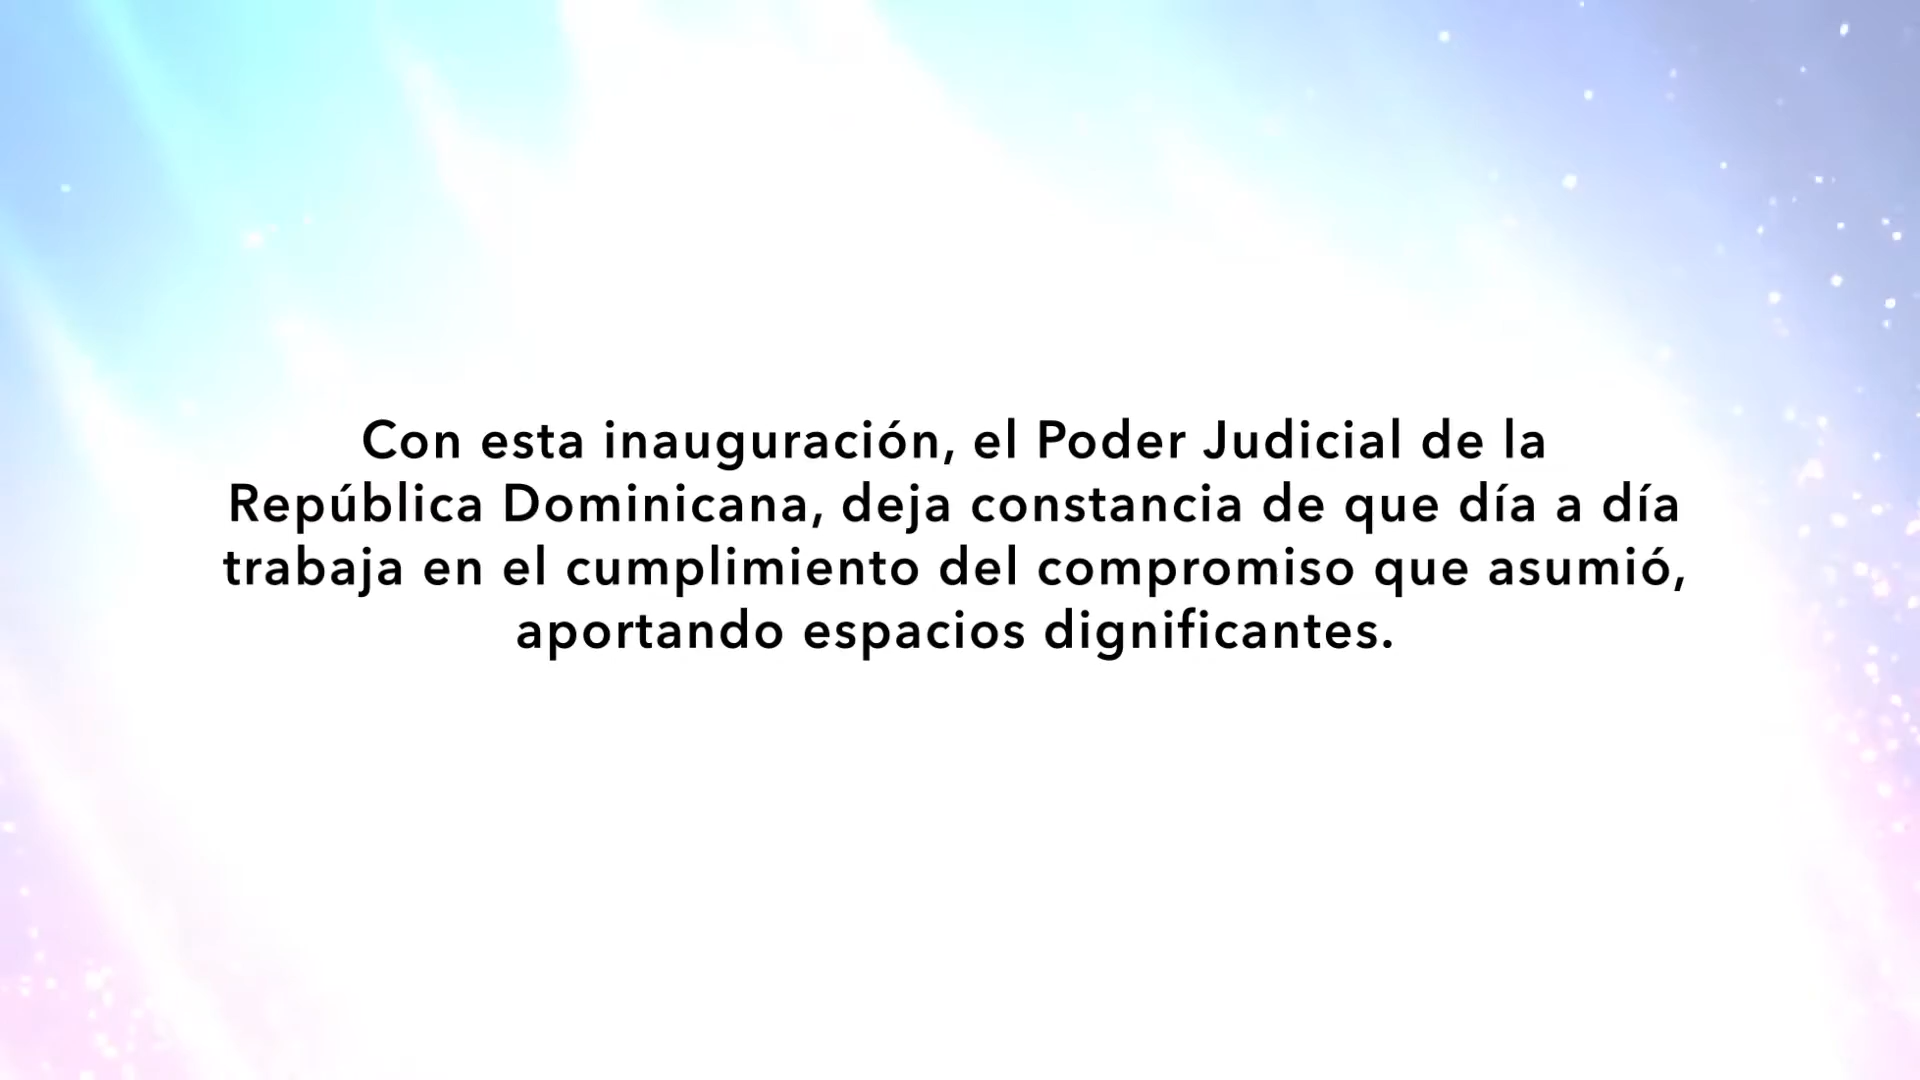 Con esta inauguración, el Poder Judicial de la
República Dominicana, deja constancia de que día a día
trabaja en el cumplimiento del compromiso que asumió,
aportando espacios dignificantes.